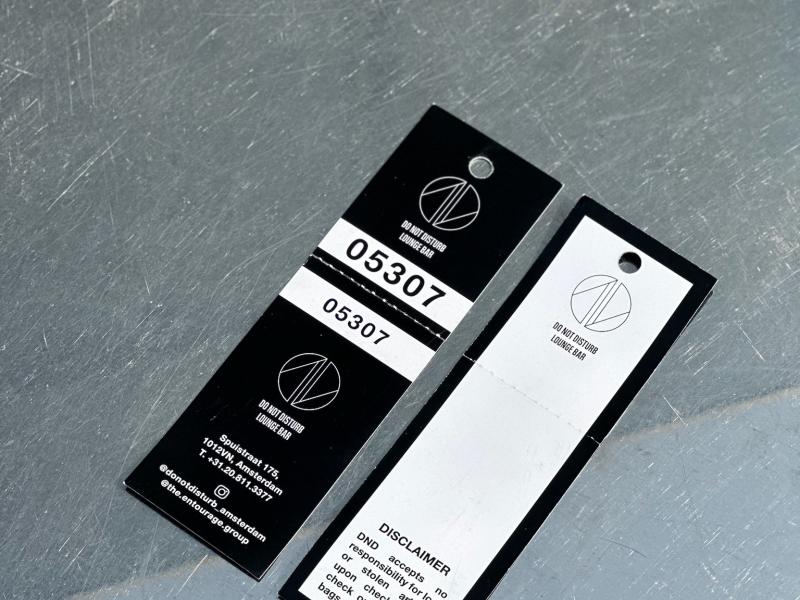 DO NOT DISTURB
LOUNGE BAR
05307
05307
DO NOT DISTURB
LOUNGE BAR
Spuistraat 175,
1012VN, Amsterdam
T. +31.20.811.3377
@donotdisturb_amsterdam
@the.entourage.group
DO NOT DISTURB
LOUNGE BAR
DISCLAIMER
DND accepts no
responsibility for
or stolen
upon
check
bags